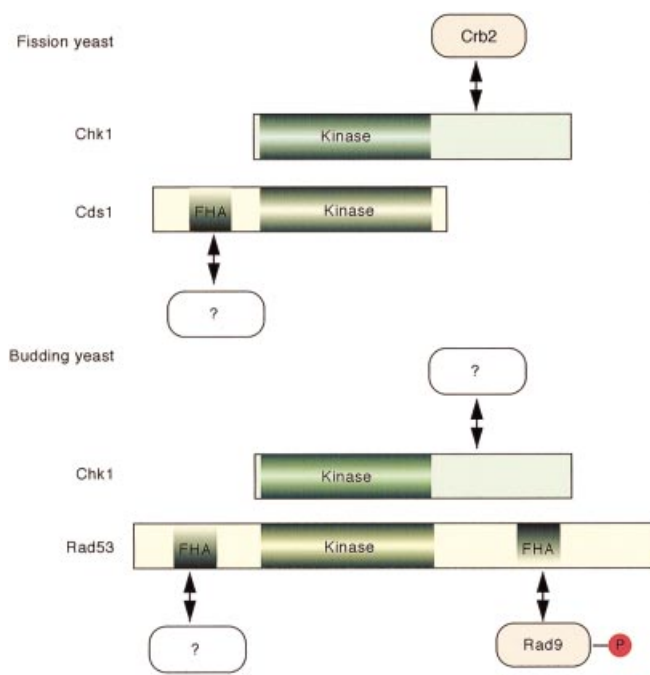 Crb2
Fission yeast
Chk1
Kinase
Cds1
FHA
Kinase
?
Budding yeast
?
Chk1
Kinase
Rad53
FHA
Kinase
FHA
?
Rad9
P